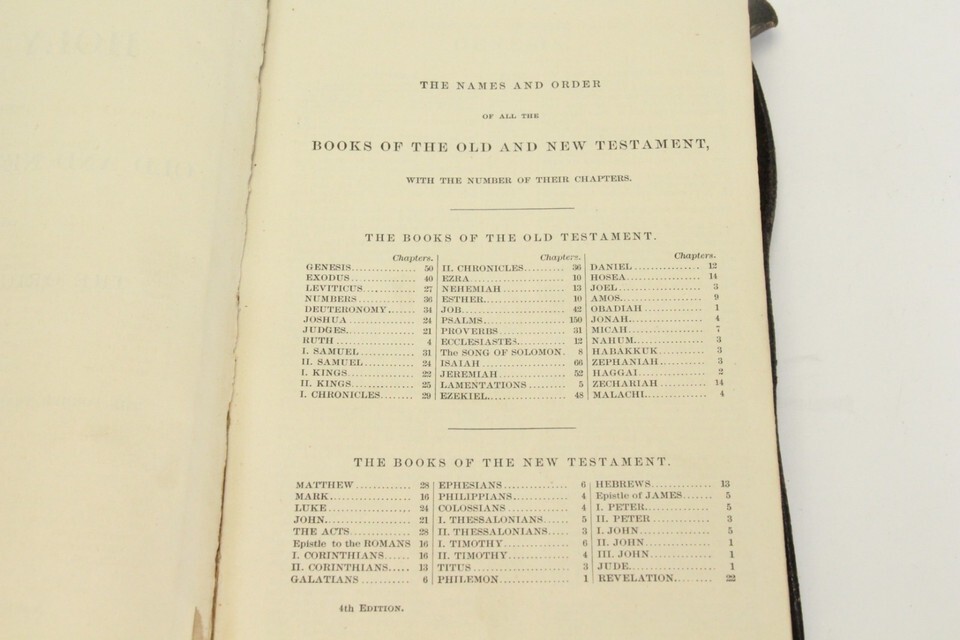 THE NAMES AND ORDER
OF ALL THE
BOOKS OF THE OLD AND NEW TESTAMENT,
WITH THE NUMBER OF THEIR CHAPTERS.
THE BOOKS OF THE OLD TESTAMENT.
Chapters.
GENESIS............... 50
EXODUS............... 40
LEVITICUS............ 27
NUMBERS............. 36
DEUTERONOMY...... 34
JOSHUA................ 24
JUDGES................ 21
RUTH.................. 4
I. SAMUEL............. 31
II. SAMUEL............ 24
I. KINGS............... 22
II. KINGS.............. 25
I. CHRONICLES........ 29
Chapters.
II. CHRONICLES......... 36
EZRA..................... 10
NEHEMIAH.............. 13
ESTHER.................. 10
JOB....................... 42
PSALMS.................. 150
PROVERBS............... 31
ECCLESIASTES........... 12
The SONG OF SOLOMON. 8
ISAIAH................... 66
JEREMIAH................ 52
LAMENTATIONS......... 5
EZEKIEL.................. 48
Chapters.
DANIEL................ 12
HOSEA................. 14
JOEL................... 3
AMOS.................. 9
OBADIAH.............. 1
JONAH................. 4
MICAH................. 7
NAHUM................ 3
HABAKKUK............ 3
ZEPHANIAH........... 3
HAGGAI................ 2
ZECHARIAH........... 14
MALACHI.............. 4
THE BOOKS OF THE NEW TESTAMENT.
MATTHEW............ 28
MARK.................. 16
LUKE................... 24
JOHN................... 21
THE ACTS............. 28
Epistle to the ROMANS 16
I. CORINTHIANS...... 16
II. CORINTHIANS..... 13
GALATIANS........... 6
EPHESIANS............. 6
PHILIPPIANS............ 4
COLOSSIANS............ 4
I. THESSALONIANS..... 5
II. THESSALONIANS.... 3
I. TIMOTHY............. 6
II. TIMOTHY............ 4
TITUS................... 3
PHILEMON.............. 1
HEBREWS.............. 13
Epistle of JAMES....... 5
I. PETER............... 5
II. PETER.............. 3
I. JOHN................ 5
II. JOHN............... 1
III. JOHN.............. 1
JUDE................... 1
REVELATION.......... 22
4th EDITION.